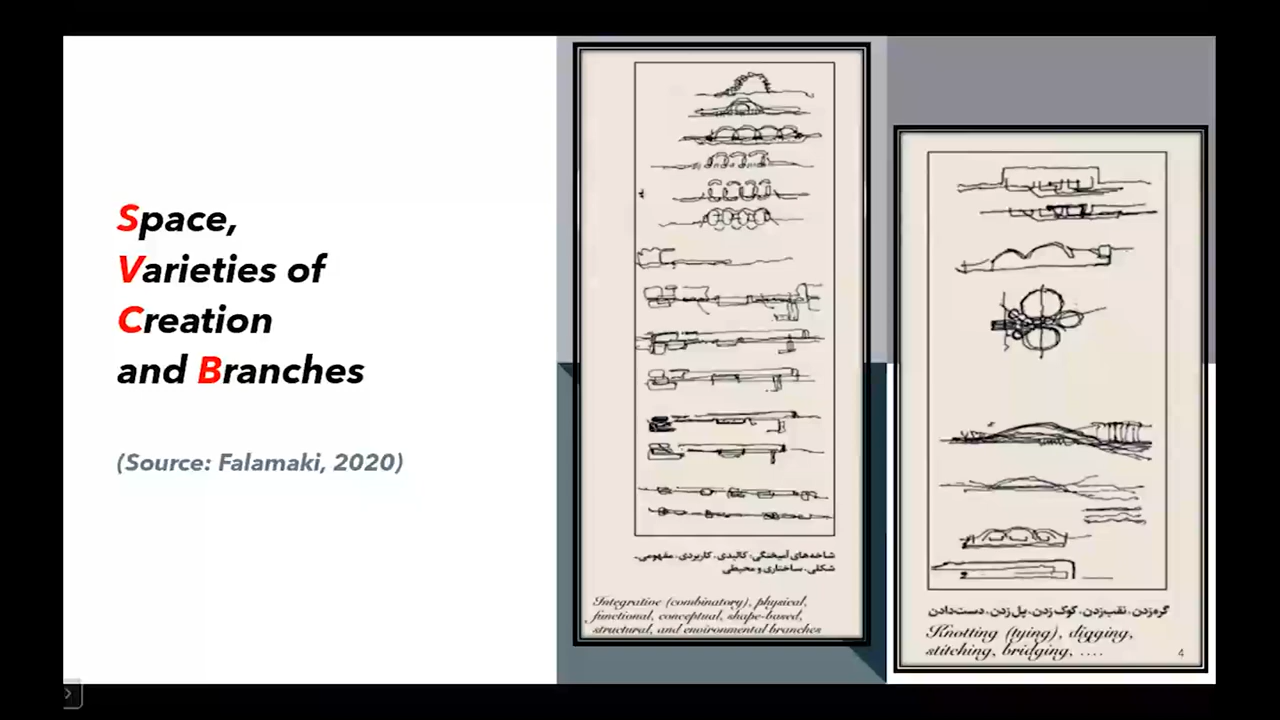 Space,
Varieties of
Creation
and Branches
(Source: Falamaki, 2020)
شاخه‌های آمیختگی، کالبدی، کاربردی، مفهومی،
شکلی، ساختاری و محیطی
Integrative (combinatory), physical,
functional, conceptual, shape-based,
structural, and environmental branches
گره‌زدن، نقب‌زدن، کوک زدن، پل زدن، دست‌دادن
Knotting (tying), digging,
stitching, bridging, ....
4